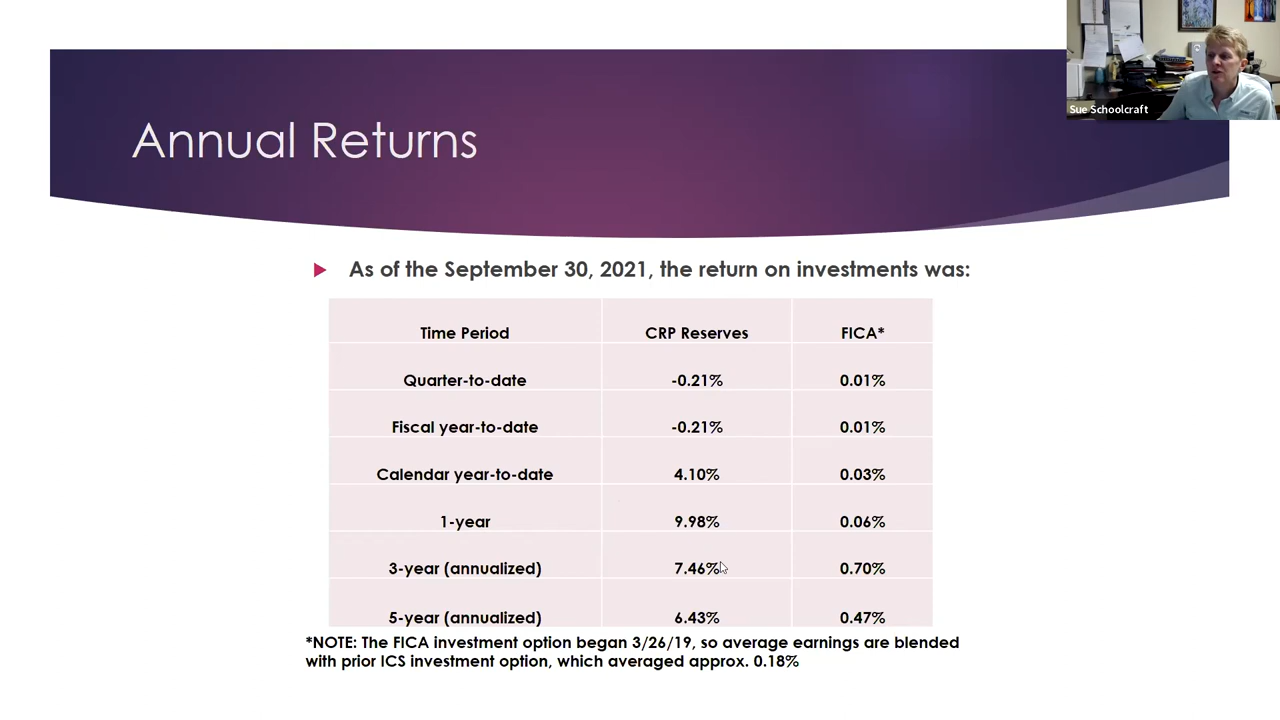 Sue Schoolcraft
Annual Returns
As of the September 30, 2021, the return on investments was:
Time Period CRP Reserves FICA*
Quarter-to-date -0.21% 0.01%
Fiscal year-to-date -0.21% 0.01%
Calendar year-to-date 4.10% 0.03%
1-year 9.98% 0.06%
3-year (annualized) 7.46% 0.70%
5-year (annualized) 6.43% 0.47%
*NOTE: The FICA investment option began 3/26/19, so average earnings are blended
with prior ICS investment option, which averaged approx. 0.18%